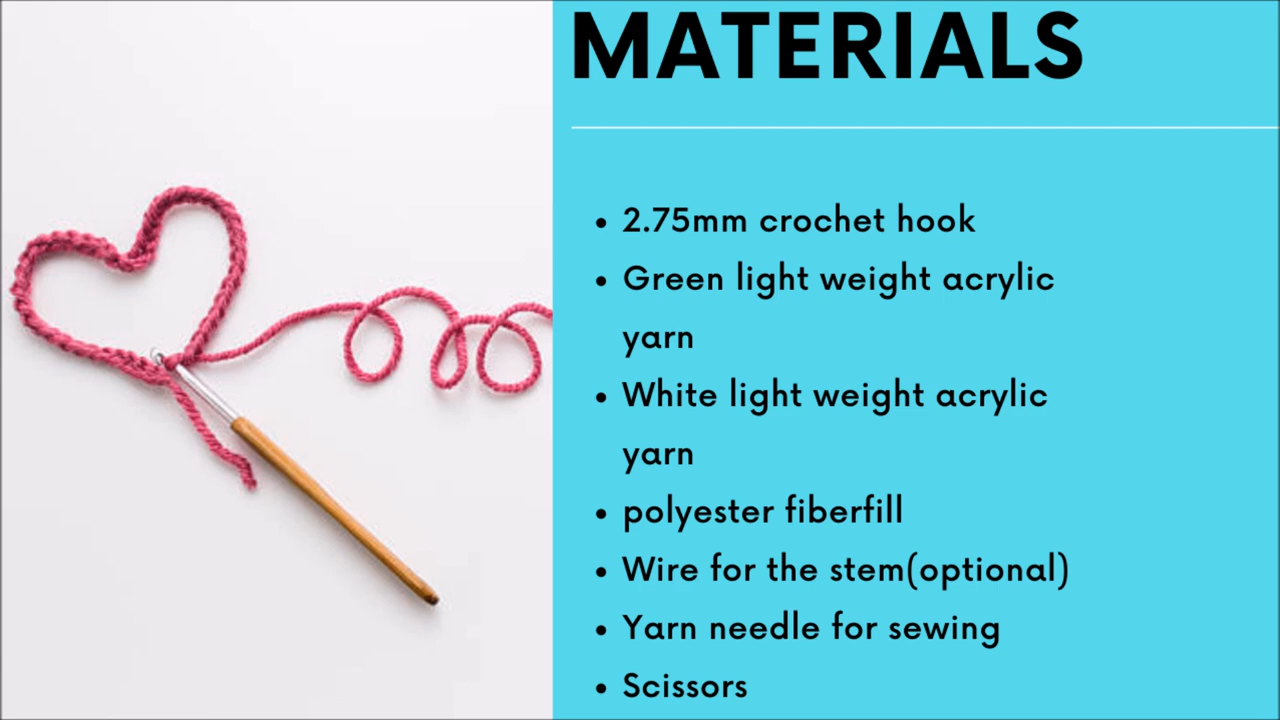 MATERIALS
• 2.75mm crochet hook
• Green light weight acrylic
yarn
• White light weight acrylic
yarn
• polyester fiberfill
• Wire for the stem(optional)
• Yarn needle for sewing
• Scissors